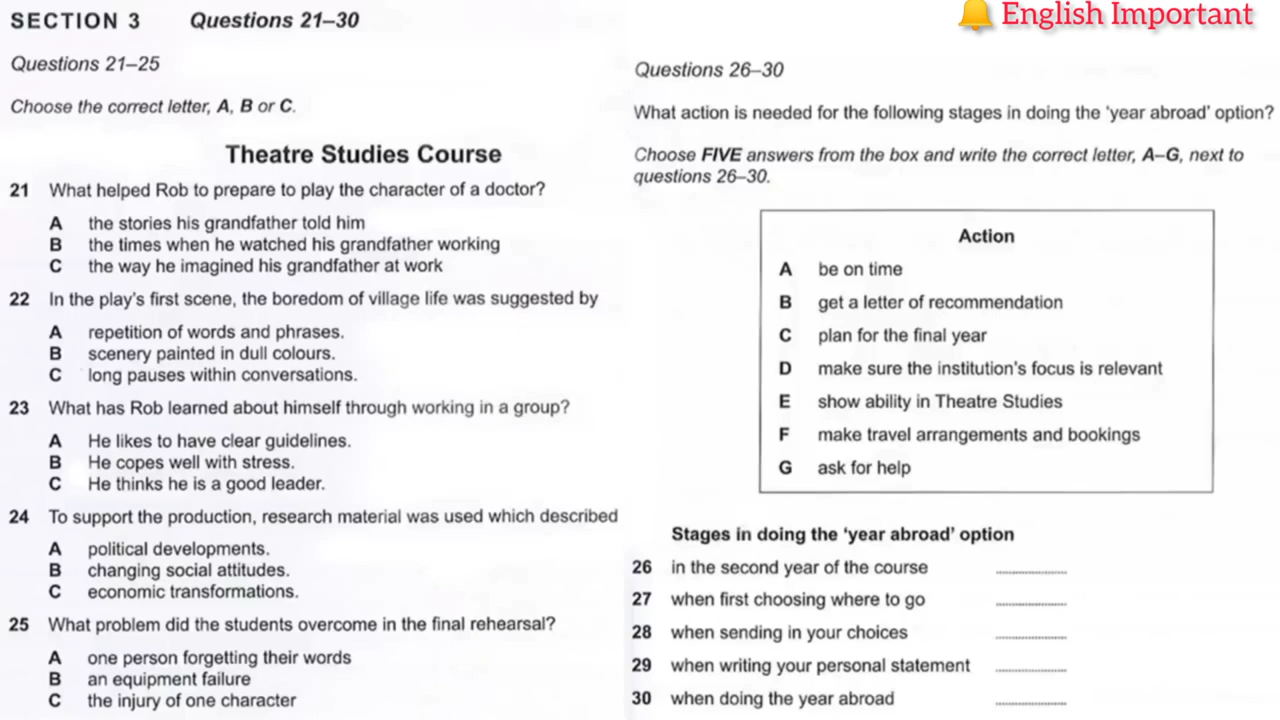 SECTION 3 Questions 21–30
Questions 21–25
Choose the correct letter, A, B or C.
Theatre Studies Course
21 What helped Rob to prepare to play the character of a doctor?
A the stories his grandfather told him
B the times when he watched his grandfather working
C the way he imagined his grandfather at work
22 In the play's first scene, the boredom of village life was suggested by
A repetition of words and phrases.
B scenery painted in dull colours.
C long pauses within conversations.
23 What has Rob learned about himself through working in a group?
A He likes to have clear guidelines.
B He copes well with stress.
C He thinks he is a good leader.
24 To support the production, research material was used which described
A political developments.
B changing social attitudes.
C economic transformations.
25 What problem did the students overcome in the final rehearsal?
A one person forgetting their words
B an equipment failure
C the injury of one character
English Important
Questions 26–30
What action is needed for the following stages in doing the 'year abroad' option?
Choose FIVE answers from the box and write the correct letter, A–G, next to
questions 26–30.
Action
A be on time
B get a letter of recommendation
C plan for the final year
D make sure the institution's focus is relevant
E show ability in Theatre Studies
F make travel arrangements and bookings
G ask for help
Stages in doing the 'year abroad' option
26 in the second year of the course ....................
27 when first choosing where to go ....................
28 when sending in your choices ....................
29 when writing your personal statement ....................
30 when doing the year abroad ....................